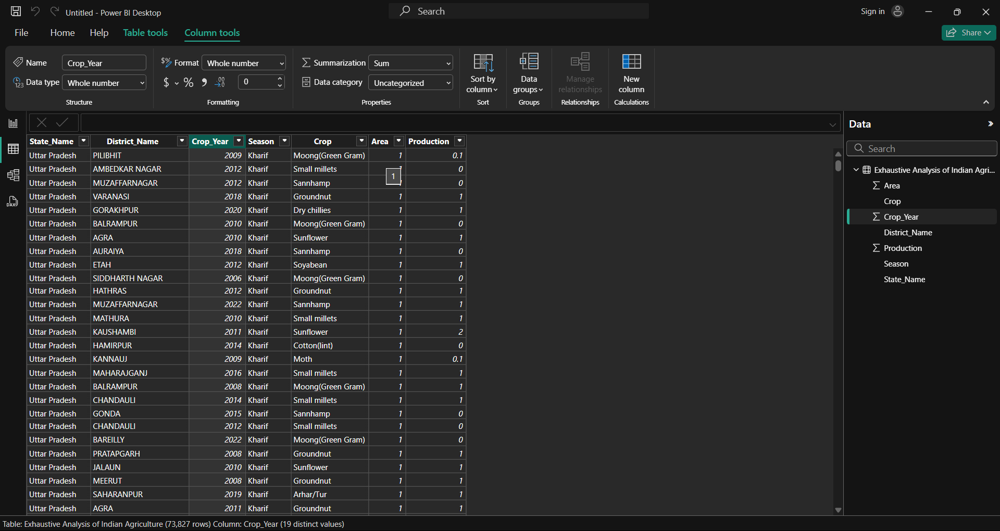 Untitled - Power BI Desktop
Search
Sign in
File Home Help Table tools Column tools
Share
Name Crop_Year
Data type Whole number
Structure
$% Format Whole number
$ % , .00 0
Formatting
Summarization Sum
Data category Uncategorized
Properties
Sort by
column
Sort
Data
groups
Groups
Manage
relationships
Relationships
New
column
Calculations
State_Name District_Name Crop_Year Season Crop Area Production
Uttar Pradesh PILIBHIT 2009 Kharif Moong(Green Gram) 1 0.1
Uttar Pradesh AMBEDKAR NAGAR 2012 Kharif Small millets 1 0
1
Uttar Pradesh MUZAFFARNAGAR 2012 Kharif Sannhamp 1 0
Uttar Pradesh VARANASI 2018 Kharif Groundnut 1 1
Uttar Pradesh GORAKHPUR 2020 Kharif Dry chillies 1 1
Uttar Pradesh BALRAMPUR 2010 Kharif Moong(Green Gram) 1 0
Uttar Pradesh AGRA 2010 Kharif Sunflower 1 1
Uttar Pradesh AURAIYA 2018 Kharif Sannhamp 1 0
Uttar Pradesh ETAH 2012 Kharif Soyabean 1 1
Uttar Pradesh SIDDHARTH NAGAR 2006 Kharif Moong(Green Gram) 1 0
Uttar Pradesh HATHRAS 2012 Kharif Groundnut 1 1
Uttar Pradesh MUZAFFARNAGAR 2022 Kharif Sannhamp 1 1
Uttar Pradesh MATHURA 2010 Kharif Small millets 1 1
Uttar Pradesh KAUSHAMBI 2011 Kharif Sunflower 1 2
Uttar Pradesh HAMIRPUR 2014 Kharif Cotton(lint) 1 0
Uttar Pradesh KANNAUJ 2009 Kharif Moth 1 0.1
Uttar Pradesh MAHARAJGANJ 2016 Kharif Small millets 1 1
Uttar Pradesh BALRAMPUR 2008 Kharif Moong(Green Gram) 1 1
Uttar Pradesh CHANDAULI 2014 Kharif Small millets 1 1
Uttar Pradesh GONDA 2015 Kharif Sannhamp 1 0
Uttar Pradesh CHANDAULI 2012 Kharif Small millets 1 0
Uttar Pradesh BAREILLY 2022 Kharif Moong(Green Gram) 1 0
Uttar Pradesh PRATAPGARH 2008 Kharif Groundnut 1 1
Uttar Pradesh JALAUN 2010 Kharif Sunflower 1 1
Uttar Pradesh MEERUT 2008 Kharif Groundnut 1 1
Uttar Pradesh SAHARANPUR 2019 Kharif Arhar/Tur 1 1
Uttar Pradesh AGRA 2011 Kharif Groundnut 1 1
DAX
Data
Search
Exhaustive Analysis of Indian Agri...
Area
Crop
Crop_Year
District_Name
Production
Season
State_Name
Table: Exhaustive Analysis of Indian Agriculture (73,827 rows) Column: Crop_Year (19 distinct values)